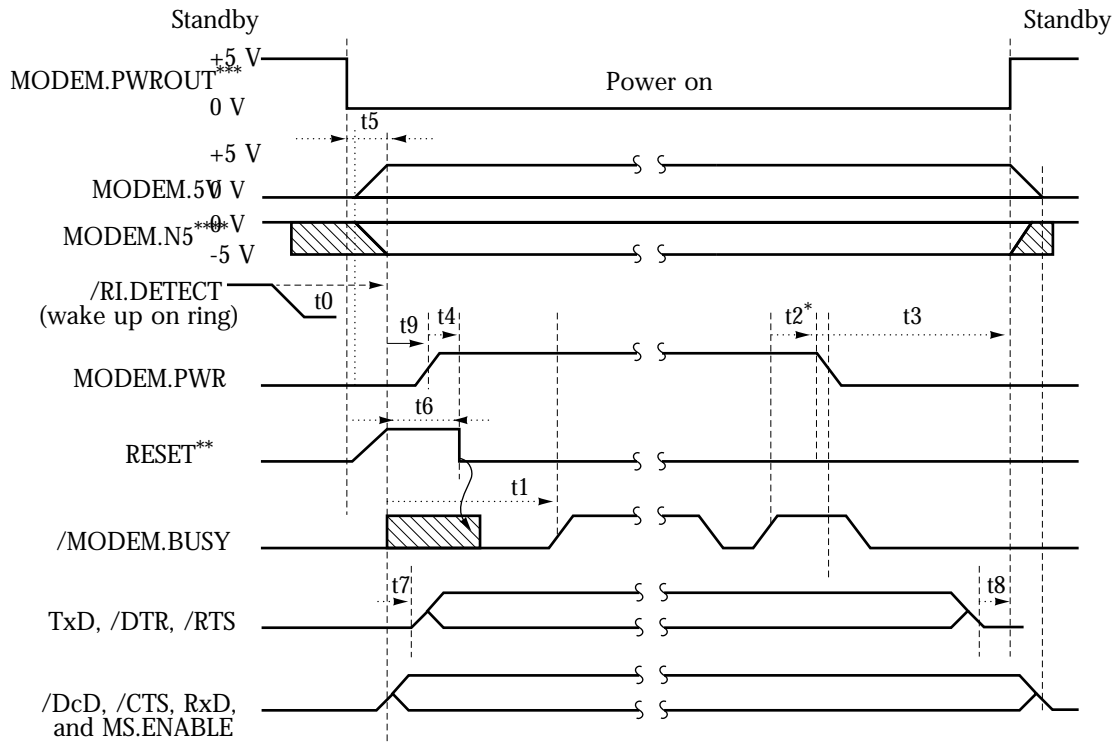 Standby
Standby
+5 V
MODEM.PWROUT***
Power on
0 V
t5
+5 V
MODEM.5V
0 V
0 V
MODEM.N5****
-5 V
/RI.DETECT
(wake up on ring)
t0
t9
t4
t2*
t3
MODEM.PWR
t6
RESET**
t1
/MODEM.BUSY
t7
t8
TxD, /DTR, /RTS
/DcD, /CTS, RxD,
and MS.ENABLE